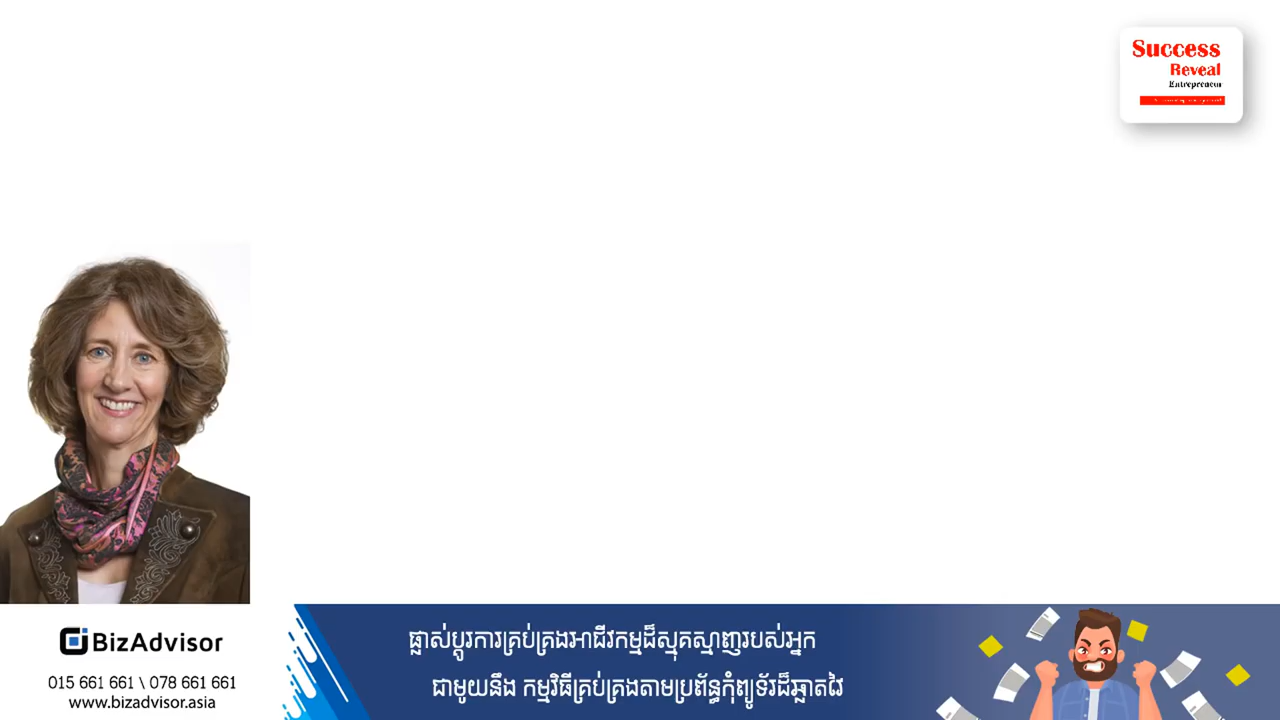 Success
Reveal
Entrepreneur
BizAdvisor
015 661 661 \ 078 661 661
www.bizadvisor.asia
ផ្លាស់ប្តូរការគ្រប់គ្រងអាជីវកម្មដ៏ស្មុគស្មាញរបស់អ្នក
ជាមួយនឹង កម្មវិធីគ្រប់គ្រងតាមប្រព័ន្ធកុំព្យូទ័រដ៏ឆ្លាតវៃ